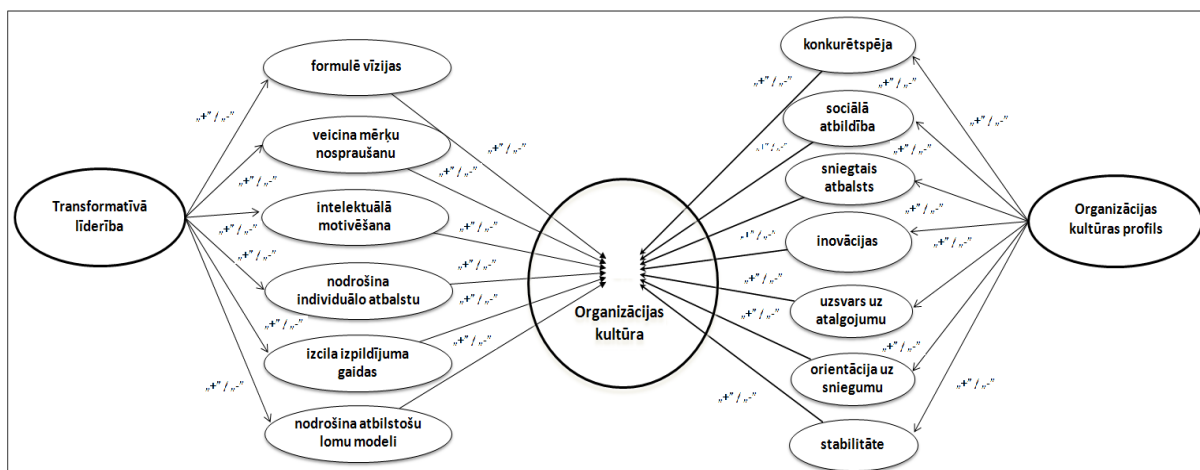 Transformatīvā
līderība
formulē vīzijas
veicina mērķu
nospraušanu
intelektuālā
motivēšana
nodrošina
individuālo atbalstu
izcila izpildījuma
gaidas
nodrošina atbilstošu
lomu modeli
„+” / „-”
„+” / „-”
„+” / „-”
„+” / „-”
„+” / „-”
„+” / „-”
„+” / „-”
„+” / „-”
„+” / „-”
„+” / „-”
„+” / „-”
„+” / „-”
Organizācijas
kultūra
„+” / „-”
„+” / „-”
„+” / „-”
„+” / „-”
„+” / „-”
„+” / „-”
„+” / „-”
konkurētspēja
sociālā
atbildība
sniegtais
atbalsts
inovācijas
uzsvars uz
atalgojumu
orientācija uz
sniegumu
stabilitāte
„+” / „-”
„+” / „-”
„+” / „-”
„+” / „-”
„+” / „-”
„+” / „-”
„+” / „-”
Organizācijas
kultūras profils